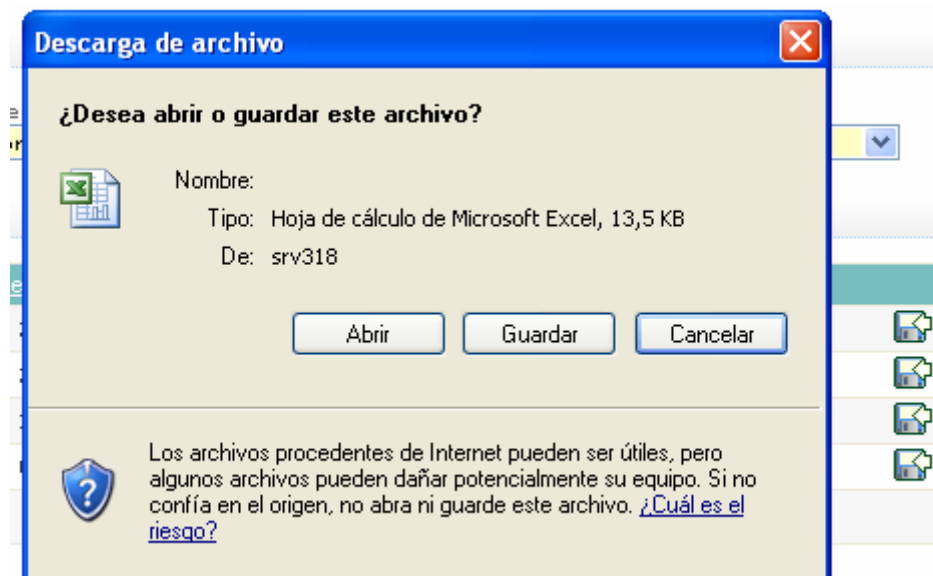 Descarga de archivo
¿Desea abrir o guardar este archivo?
Nombre:
Tipo: Hoja de cálculo de Microsoft Excel, 13,5 KB
De: srv318
Abrir Guardar Cancelar
Los archivos procedentes de Internet pueden ser útiles, pero
algunos archivos pueden dañar potencialmente su equipo. Si no
confía en el origen, no abra ni guarde este archivo. ¿Cuál es el
riesgo?